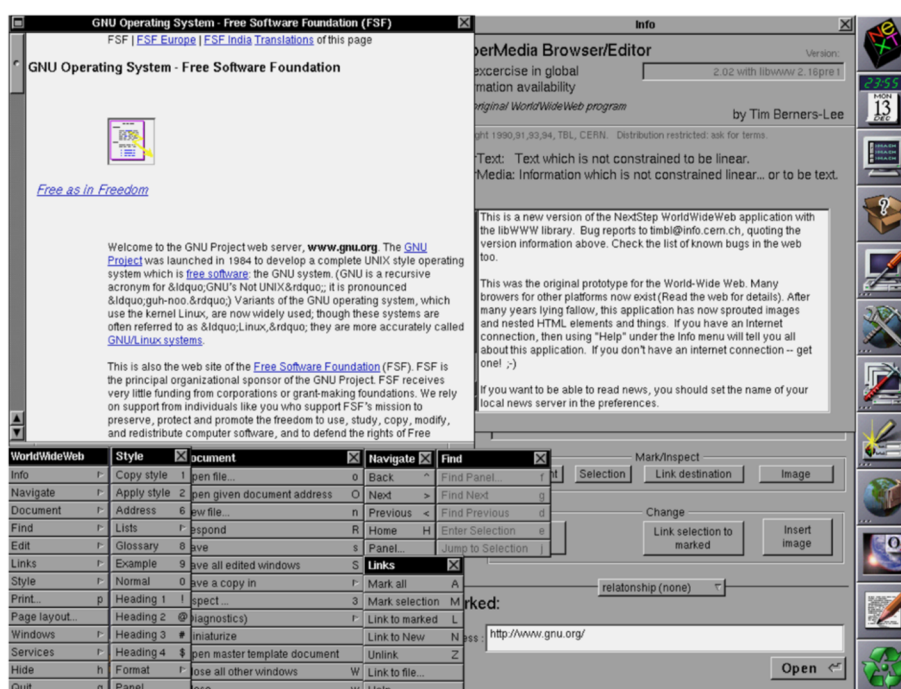 GNU Operating System - Free Software Foundation (FSF)
FSF | FSF Europe | FSF India Translations of this page
GNU Operating System - Free Software Foundation
Free as in Freedom
Welcome to the GNU Project web server, www.gnu.org. The GNU
Project was launched in 1984 to develop a complete UNIX style operating
system which is free software: the GNU system. (GNU is a recursive
acronym for &ldquo;GNU's Not UNIX&rdquo;; it is pronounced
&ldquo;guh-noo.&rdquo;) Variants of the GNU operating system, which
use the kernel Linux, are now widely used; though these systems are
often referred to as &ldquo;Linux,&rdquo; they are more accurately called
GNU/Linux systems.
This is also the web site of the Free Software Foundation (FSF). FSF is
the principal organizational sponsor of the GNU Project. FSF receives
very little funding from corporations or grant-making foundations. We rely
on support from individuals like you who support FSF's mission to
preserve, protect and promote the freedom to use, study, copy, modify,
and redistribute computer software, and to defend the rights of Free
Info
perMedia Browser/Editor
Version:
excercise in global
2.02 with libwww 2.16pre1
rmation availability
original WorldWideWeb program
by Tim Berners-Lee
ght 1990,91,93,94, TBL, CERN. Distribution restricted: ask for terms.
rText: Text which is not constrained to be linear.
rMedia: Information which is not constrained linear... or to be text.
This is a new version of the NextStep WorldWideWeb application with
the libWWW library. Bug reports to timbl@info.cern.ch, quoting the
version information above. Check the list of known bugs in the web
too.
This was the original prototype for the World-Wide Web. Many
browsers for other platforms now exist (Read the web for details). After
many years lying fallow, this application has now sprouted images
and nested HTML elements and things. If you have an Internet
connection, then using "Help" under the Info menu will tell you all
about this application. If you don't have an internet connection -- get
one! ;-)
If you want to be able to read news, you should set the name of your
local news server in the preferences.
NeXT
23:55
MON
13
DEC
WorldWideWeb
Info
Navigate
Document
Find
Edit
Links
Style
Print... p
Page layout...
Windows
Services
Hide h
Quit q
Style
Copy style 1
Apply style 2
Address 6
Lists
Glossary 8
Example 9
Normal 0
Heading 1 !
Heading 2 @
Heading 3 #
Heading 4 $
Format
Panel
ocument
pen file... o
pen given document address O
ew file... n
espond R
ave s
ave all edited windows S
ave a copy in
spect ... 3
iagnostics)
iniaturize
pen master template document
lose all other windows W
lose w
Navigate
Back ^
Next >
Previous <
Home H
Panel...
Find
Find Panel... f
Find Next g
Find Previous d
Enter Selection e
Jump to Selection j
Links
Mark all A
Mark selection M
Link to marked L
Link to New N
Unlink Z
Link to file...
Help
Mark/Inspect
nt Selection Link destination Image
Change
Link selection to
marked
Insert
image
relationship (none)
rked:
ess : http://www.gnu.org/
Open